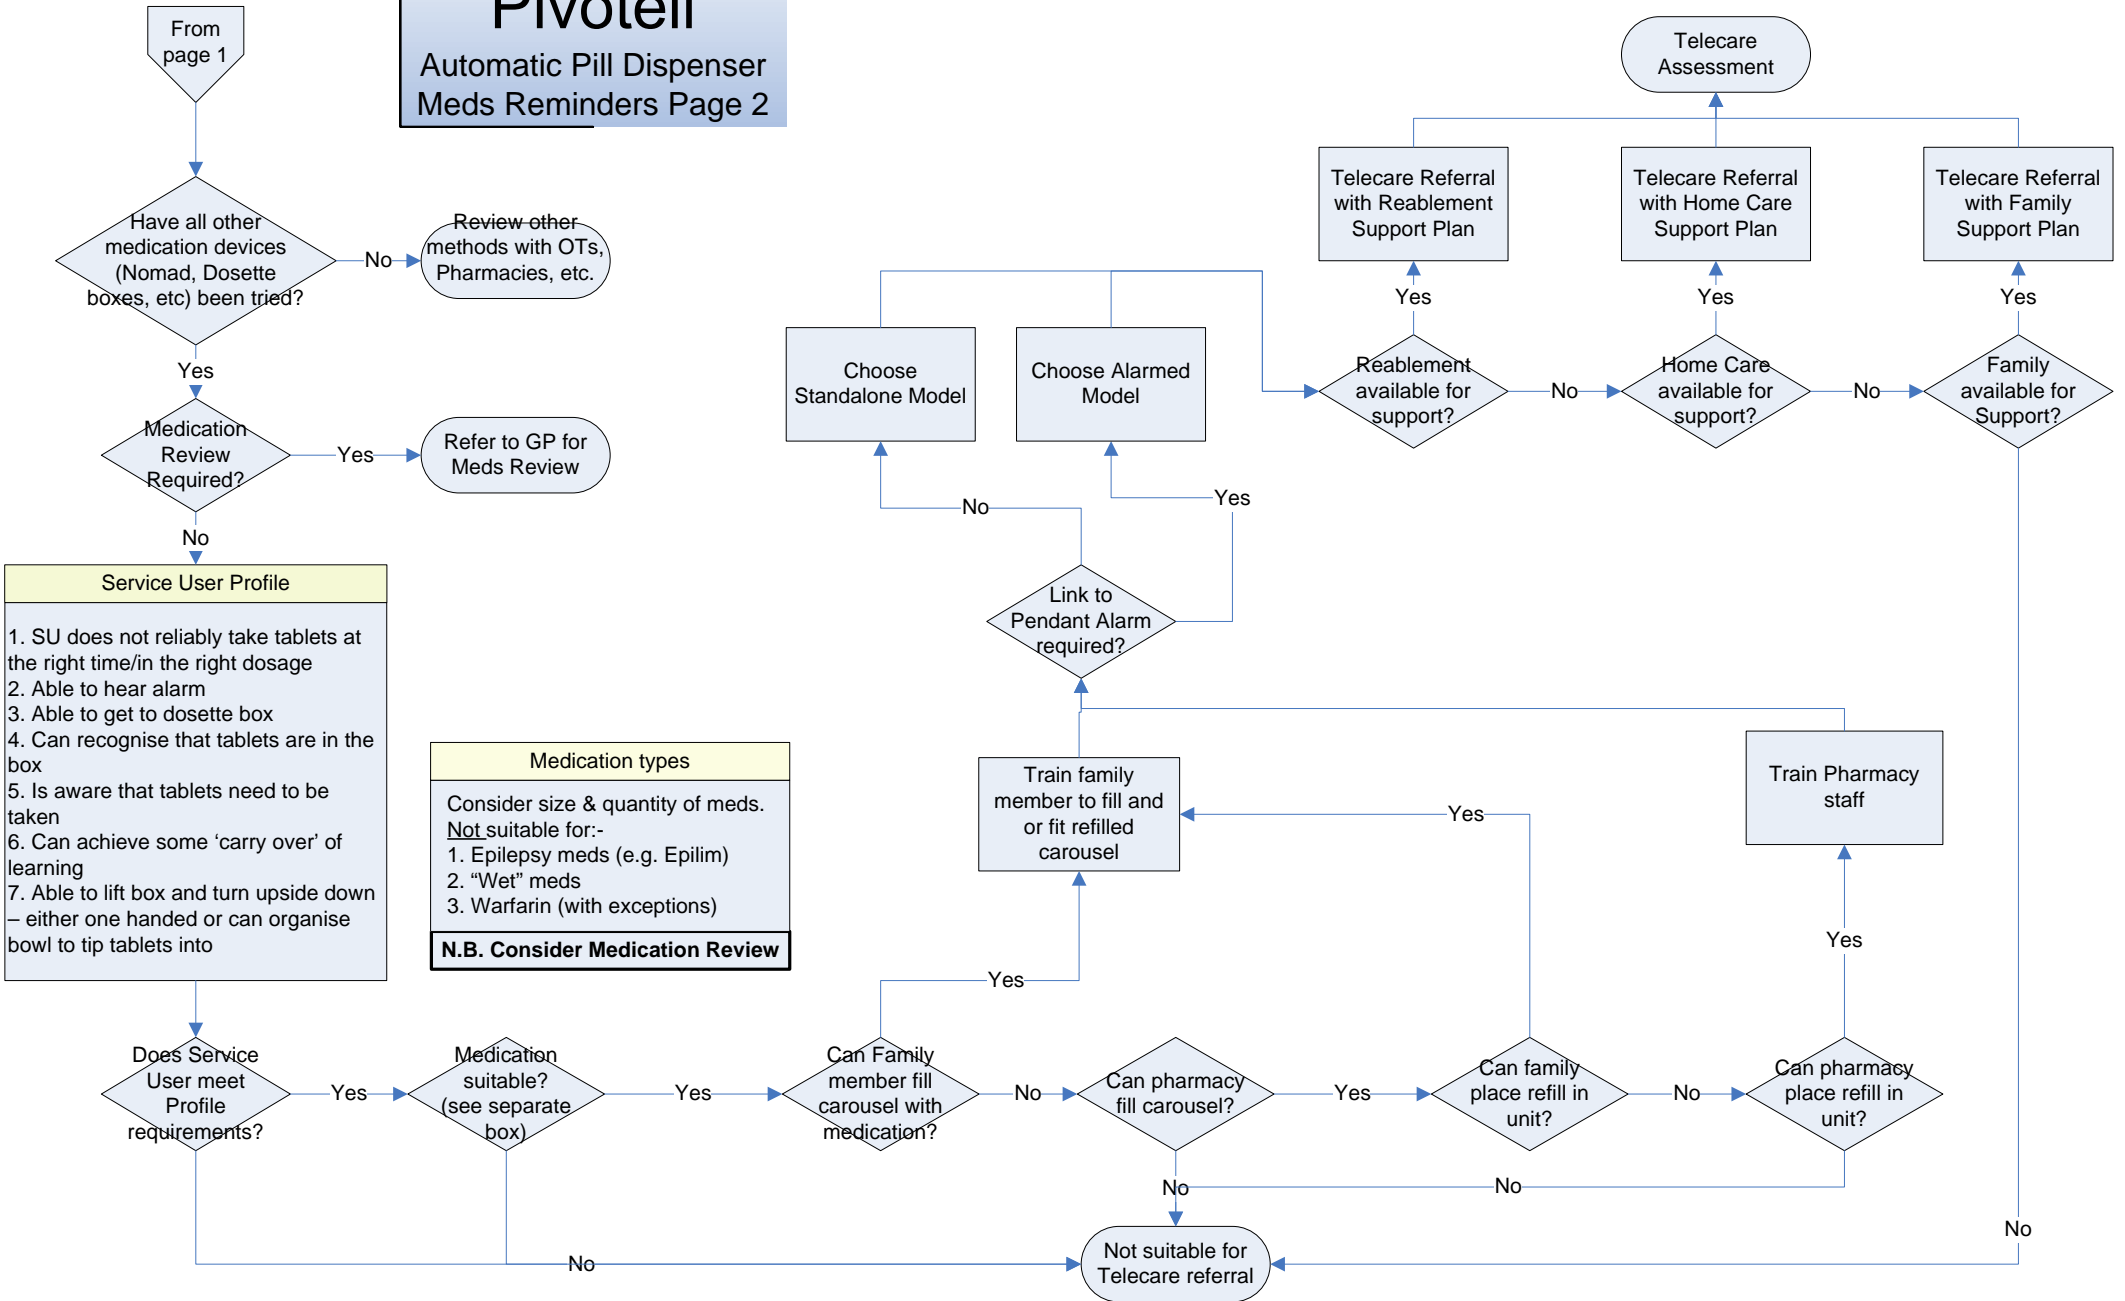 From
page 1
Pivotell
Automatic Pill Dispenser
Meds Reminders Page 2
Telecare
Assessment
Telecare Referral
with Reablement
Support Plan
Telecare Referral
with Home Care
Support Plan
Telecare Referral
with Family
Support Plan
Have all other
medication devices
(Nomad, Dosette
boxes, etc) been tried?
No
Review other
methods with OTs,
Pharmacies, etc.
Yes
Yes
Yes
Yes
Choose
Standalone Model
Choose Alarmed
Model
Reablement
available for
support?
No
Home Care
available for
support?
No
Family
available for
Support?
Medication
Review
Required?
Yes
Refer to GP for
Meds Review
No
No
Yes
Service User Profile
1. SU does not reliably take tablets at
the right time/in the right dosage
2. Able to hear alarm
3. Able to get to dosette box
4. Can recognise that tablets are in the
box
5. Is aware that tablets need to be
taken
6. Can achieve some ‘carry over’ of
learning
7. Able to lift box and turn upside down
– either one handed or can organise
bowl to tip tablets into
Link to
Pendant Alarm
required?
Medication types
Consider size & quantity of meds.
Not suitable for:-
1. Epilepsy meds (e.g. Epilim)
2. “Wet” meds
3. Warfarin (with exceptions)
N.B. Consider Medication Review
Train family
member to fill and
or fit refilled
carousel
Yes
Train Pharmacy
staff
Yes
Yes
Does Service
User meet
Profile
requirements?
Yes
Medication
suitable?
(see separate
box)
Yes
Can Family
member fill
carousel with
medication?
No
Can pharmacy
fill carousel?
Yes
Can family
place refill in
unit?
No
Can pharmacy
place refill in
unit?
No
No
No
No
Not suitable for
Telecare referral